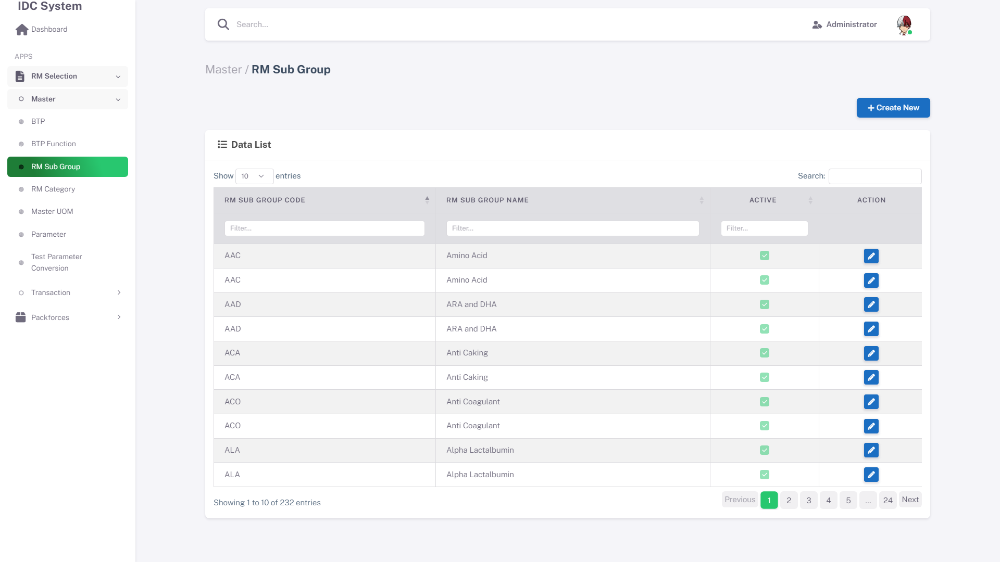 IDC System
Dashboard
APPS
RM Selection
Master
BTP
BTP Function
RM Sub Group
RM Category
Master UOM
Parameter
Test Parameter
Conversion
Transaction
Packforces
Search...
Administrator
Master / RM Sub Group
+ Create New
Data List
Show 10 entries
Search:
RM SUB GROUP CODE RM SUB GROUP NAME ACTIVE ACTION
Filter... Filter... Filter...
AAC Amino Acid
AAC Amino Acid
AAD ARA and DHA
AAD ARA and DHA
ACA Anti Caking
ACA Anti Caking
ACO Anti Coagulant
ACO Anti Coagulant
ALA Alpha Lactalbumin
ALA Alpha Lactalbumin
Showing 1 to 10 of 232 entries
Previous 1 2 3 4 5 ... 24 Next